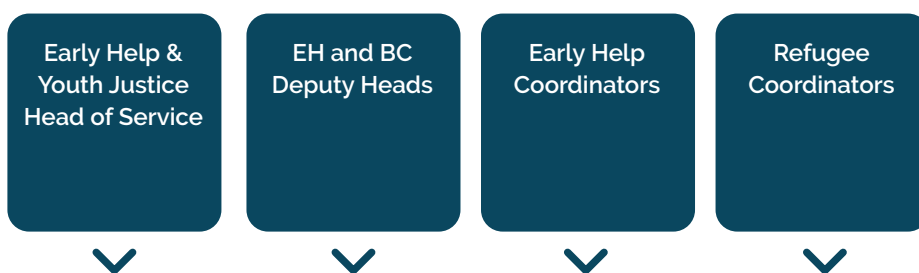 Early Help &
Youth Justice
Head of Service
EH and BC
Deputy Heads
Early Help
Coordinators
Refugee
Coordinators